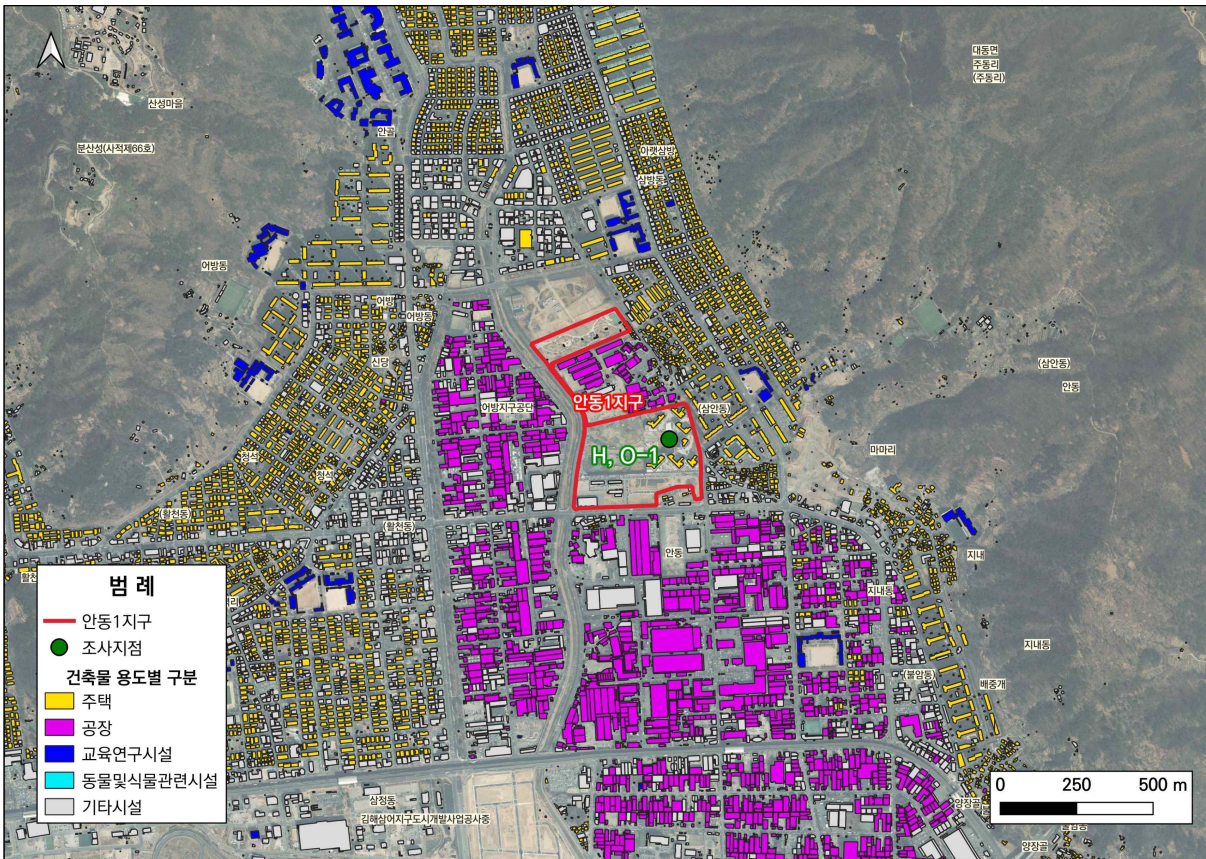 대동면
주동리
(주동리)
산성마을
안골
분산성(사적제66호)
아랫삼방
삼방동
어방동
어방
어방동
신당
(삼안동)
안동
안동1지구
어방지구공단
(삼안동)
H, O-1
마마리
청석
청석
(활천동)
(활천동)
안동
지내
지내동
지내동
(불암동)
배중개
삼정동
김해삼어지구도시개발사업공사중
양장골
양장골
범 례
안동1지구
조사지점
건축물 용도별 구분
주택
공장
교육연구시설
동물및식물관련시설
기타시설
0 250 500 m